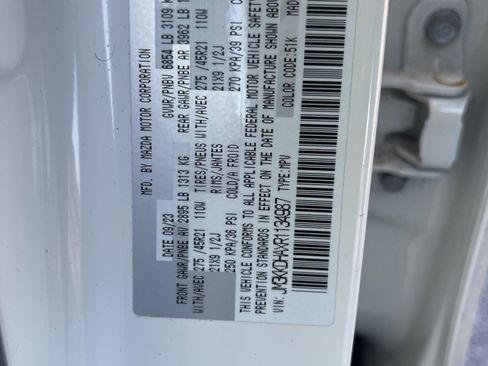 MFD. BY MAZDA MOTOR CORPORATION
DATE 09/23 GVWR/PNBV 6854 LB 3109
FRONT GAWR/PNBE AV 2895 LB 1313 KG REAR GAWR/PNBE AR 3962 LB
WITH/AVEC 275 /45R21 110W TIRES/PNEUS WITH/AVEC 275 /45R21 110W
21X9 1/2J RIMS/JANTES 21X9 1/2J
250 KPA/36 PSI COLD/A FROID 270 KPA/39 PSI
THIS VEHICLE CONFORMS TO ALL APPLICABLE FEDERAL MOTOR VEHICLE SAFETY
PREVENTION STANDARDS IN EFFECT ON THE DATE OF MANUFACTURE SHOWN ABOVE
VIN: JM3KKDHAXR1134987 TYPE: MPV COLOR CODE: 51K MAD